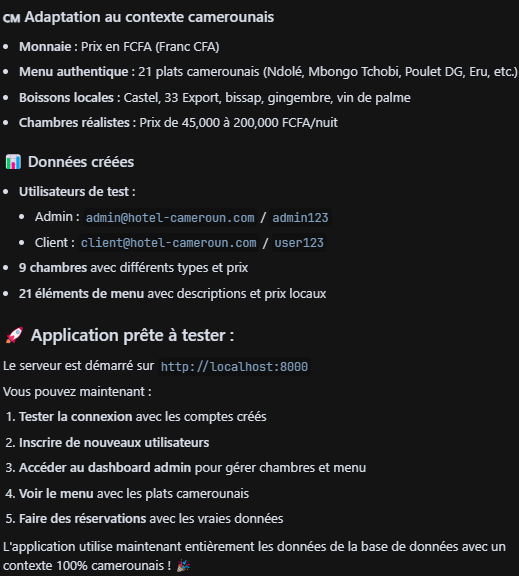 CM Adaptation au contexte camerounais
• Monnaie : Prix en FCFA (Franc CFA)
• Menu authentique : 21 plats camerounais (Ndolé, Mbongo Tchobi, Poulet DG, Eru, etc.)
• Boissons locales : Castel, 33 Export, bissap, gingembre, vin de palme
• Chambres réalistes : Prix de 45,000 à 200,000 FCFA/nuit
📊 Données créées
• Utilisateurs de test :
• Admin : admin@hotel-cameroun.com / admin123
• Client : client@hotel-cameroun.com / user123
• 9 chambres avec différents types et prix
• 21 éléments de menu avec descriptions et prix locaux
🚀 Application prête à tester :
Le serveur est démarré sur http://localhost:8000
Vous pouvez maintenant :
1. Tester la connexion avec les comptes créés
2. Inscrire de nouveaux utilisateurs
3. Accéder au dashboard admin pour gérer chambres et menu
4. Voir le menu avec les plats camerounais
5. Faire des réservations avec les vraies données
L'application utilise maintenant entièrement les données de la base de données avec un
contexte 100% camerounais ! 🎉